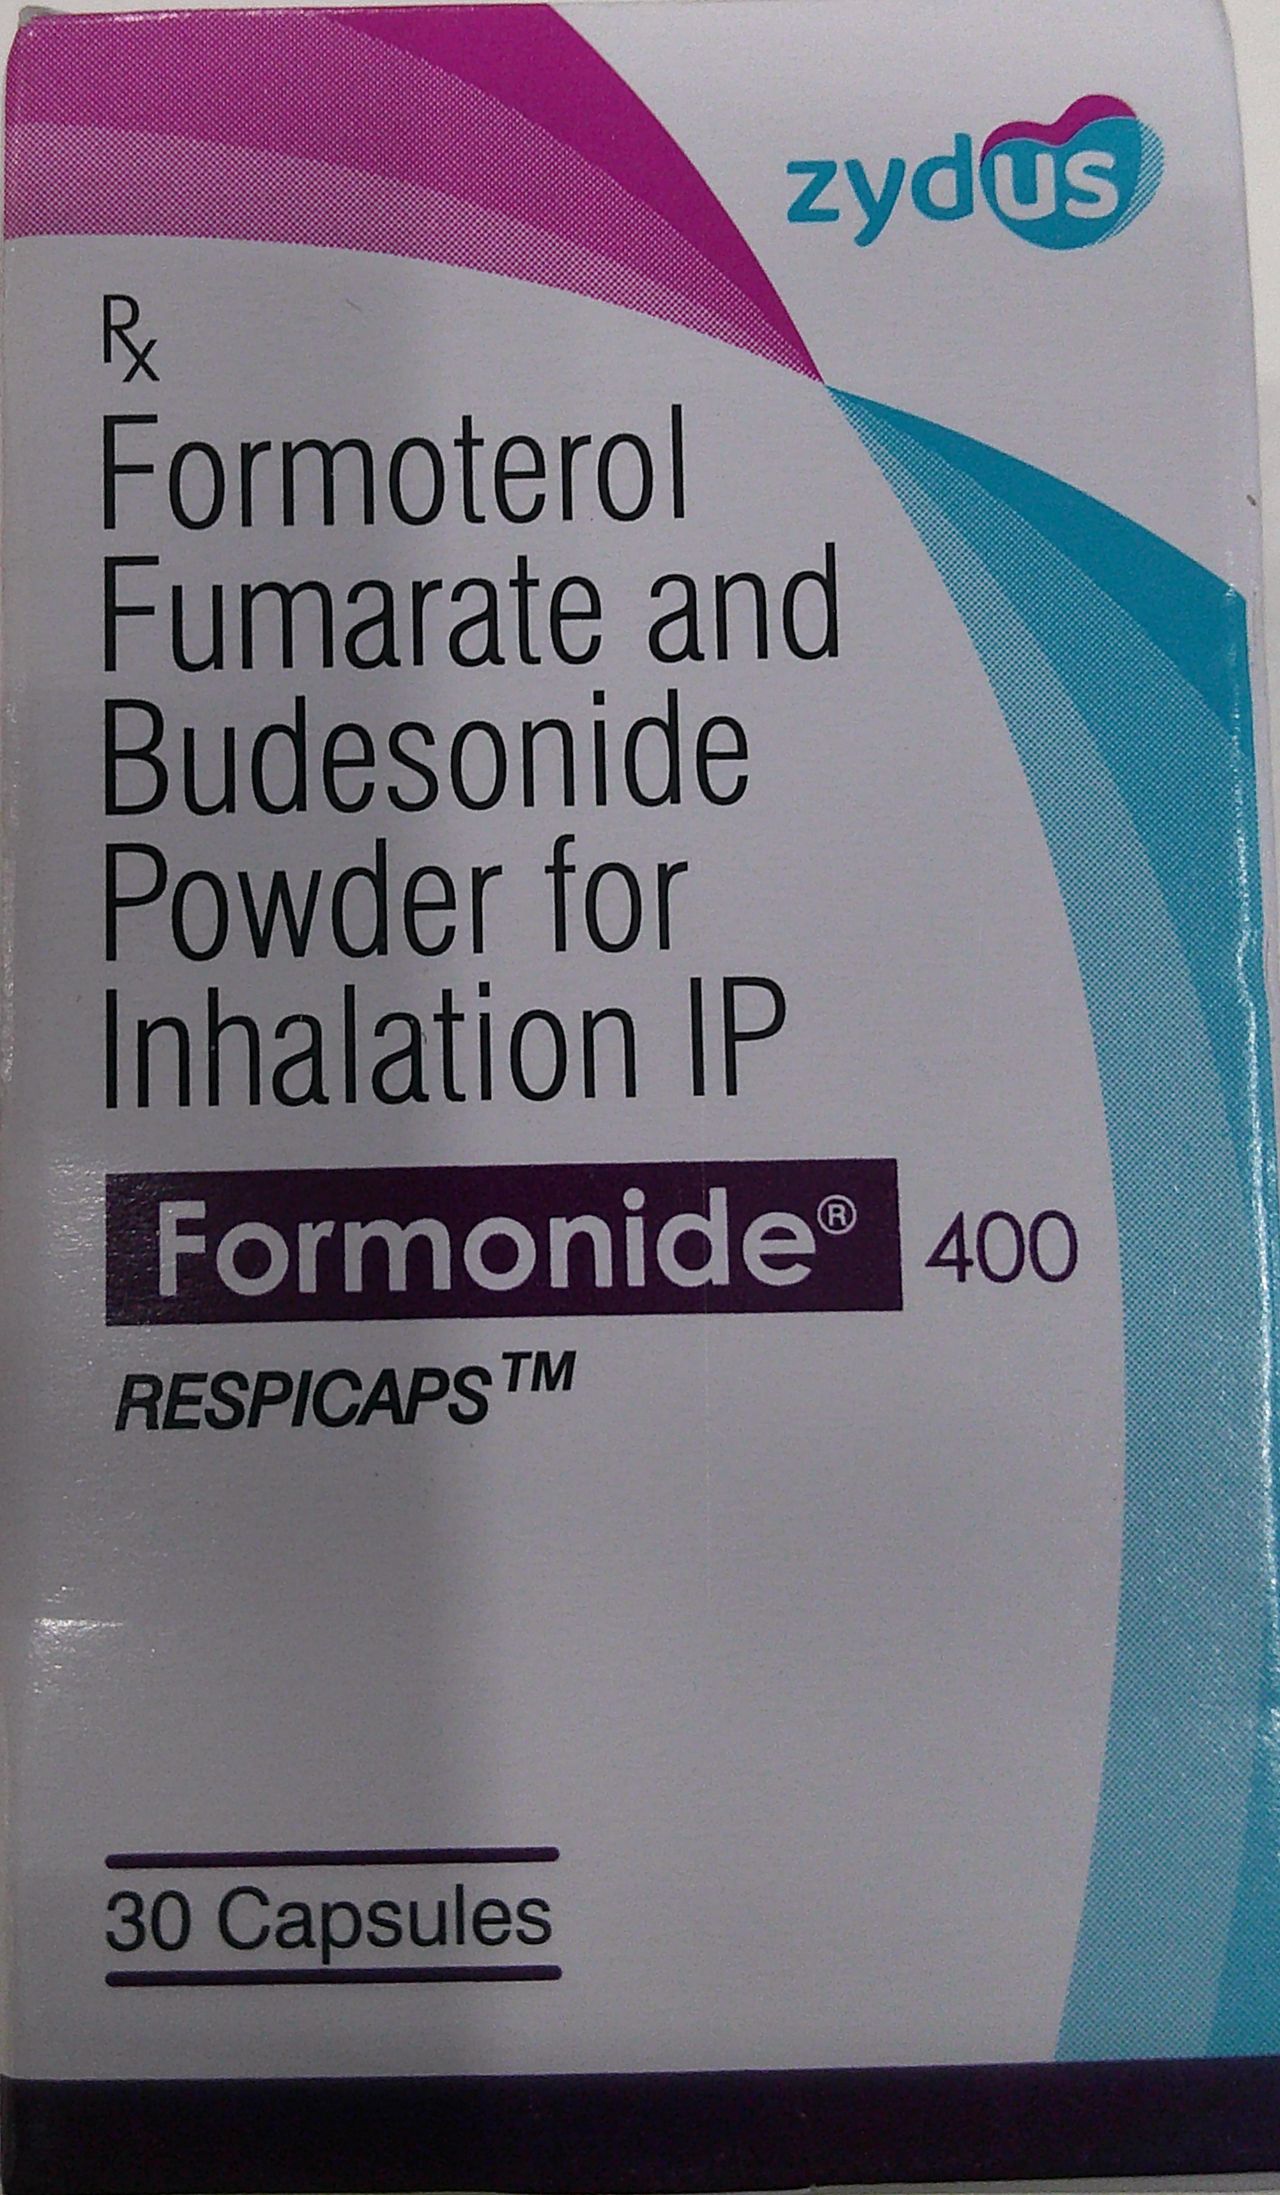 zydus
Rx
Formoterol
Fumarate and
Budesonide
Powder for
Inhalation IP
Formonide® 400
RESPICAPS™
30 Capsules